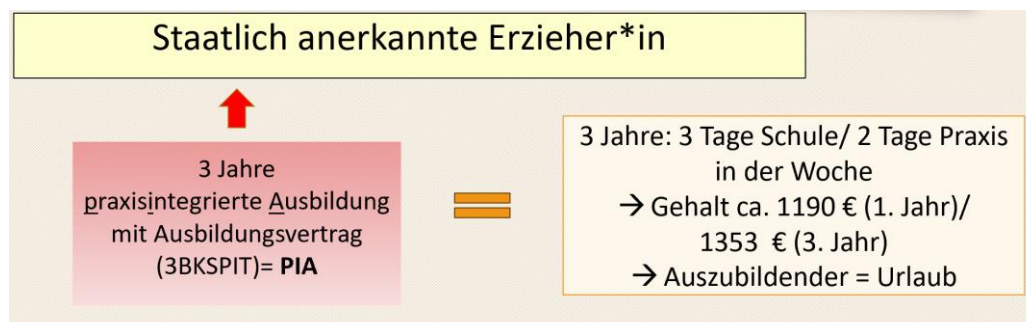 Staatlich anerkannte Erzieher*in
3 Jahre
praxisintegrierte Ausbildung
mit Ausbildungsvertrag
(3BKSPIT)= PIA
3 Jahre: 3 Tage Schule/ 2 Tage Praxis
in der Woche
→ Gehalt ca. 1190 € (1. Jahr)/
1353 € (3. Jahr)
→ Auszubildender = Urlaub